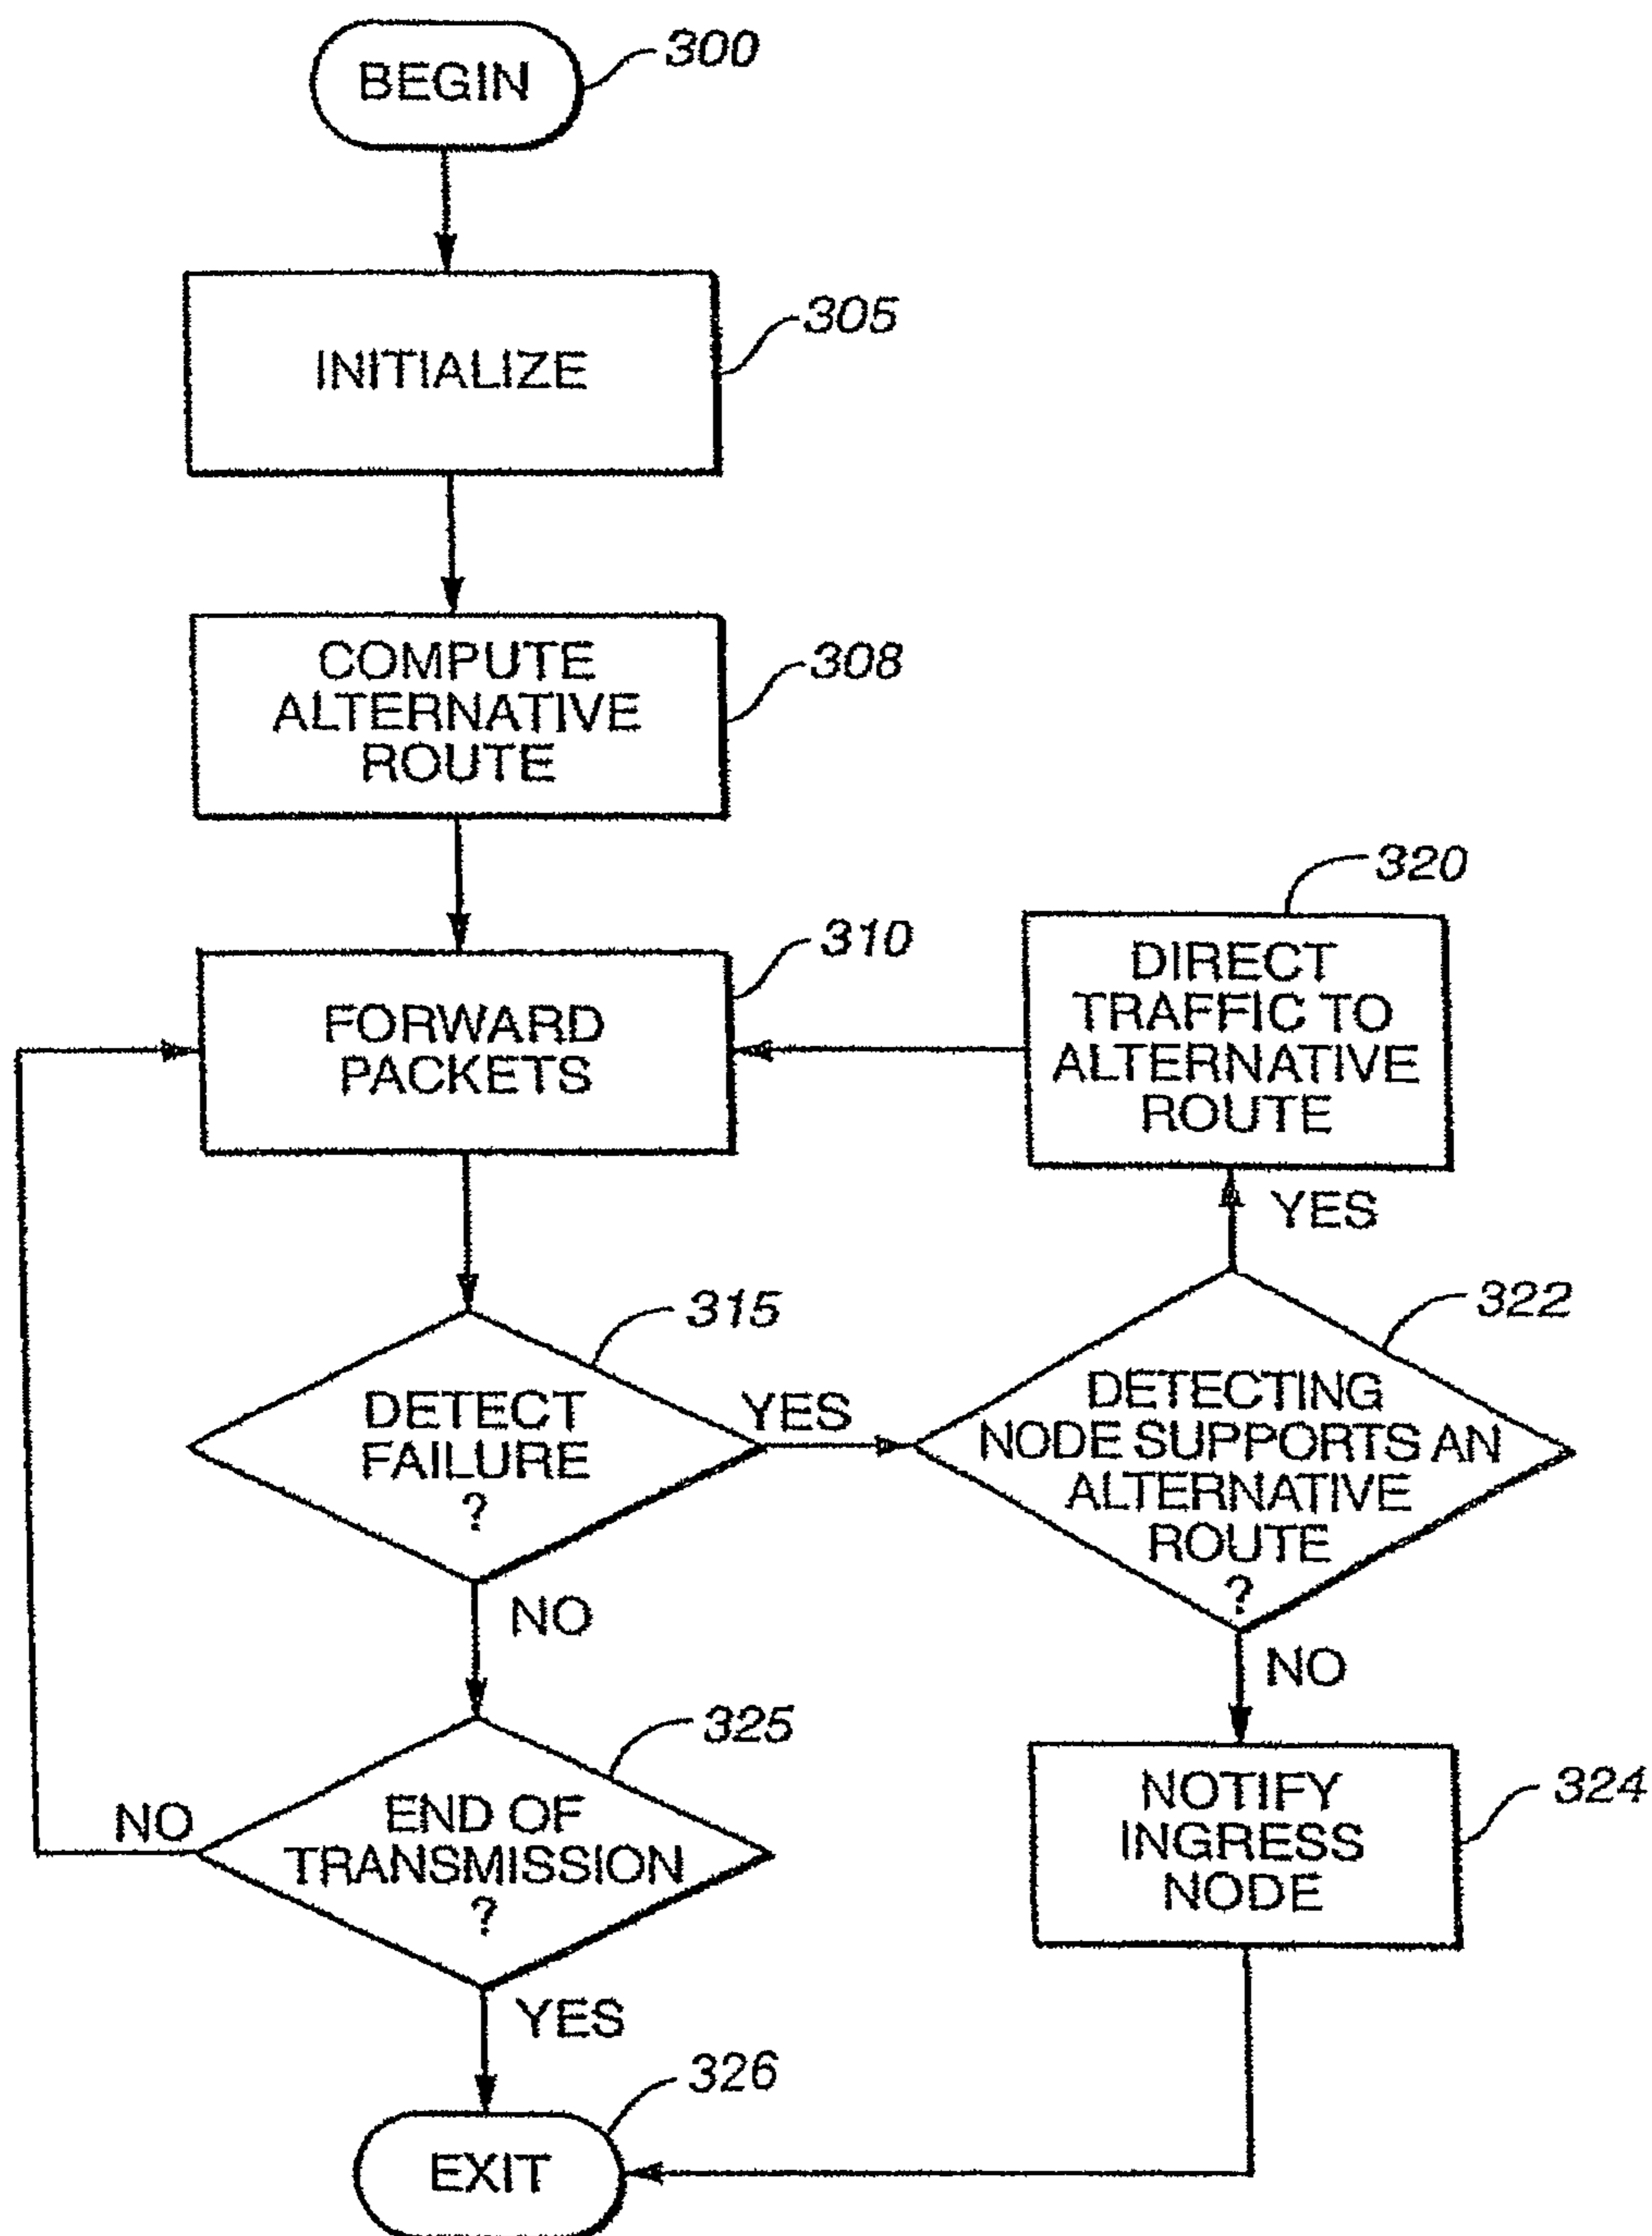 BEGIN
300
INITIALIZE
305
COMPUTE
ALTERNATIVE
ROUTE
308
FORWARD
PACKETS
310
DIRECT
TRAFFIC TO
ALTERNATIVE
ROUTE
320
YES
DETECT
FAILURE
?
315
YES
DETECTING
NODE SUPPORTS AN
ALTERNATIVE
ROUTE
?
322
NO
NO
END OF
TRANSMISSION
?
325
NO
NOTIFY
INGRESS
NODE
324
YES
EXIT
326